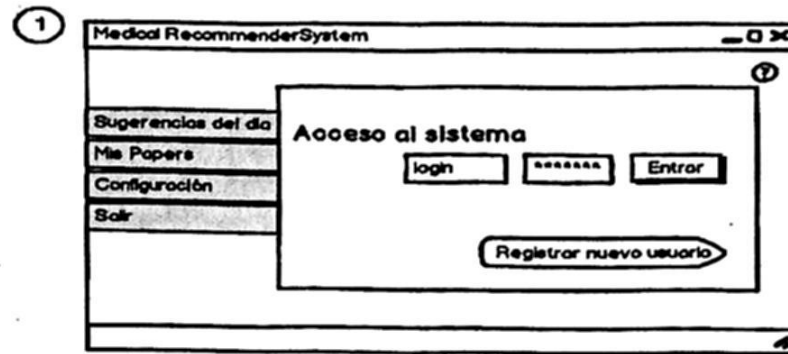 1
Medical RecommenderSystem
?
Sugerencias del dia
Mis Papers
Configuración
Salir
Acceso al sistema
login
*******
Entrar
Registrar nuevo usuario